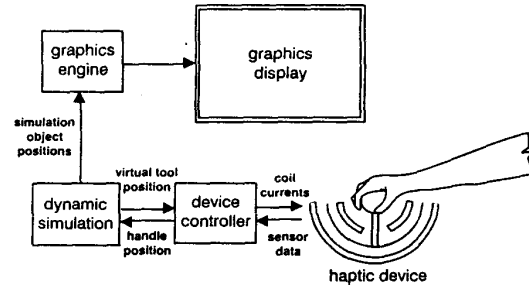 graphics
engine
graphics
display
simulation
object
positions
virtual tool
position
coil
currents
dynamic
simulation
device
controller
handle
position
sensor
data
haptic device